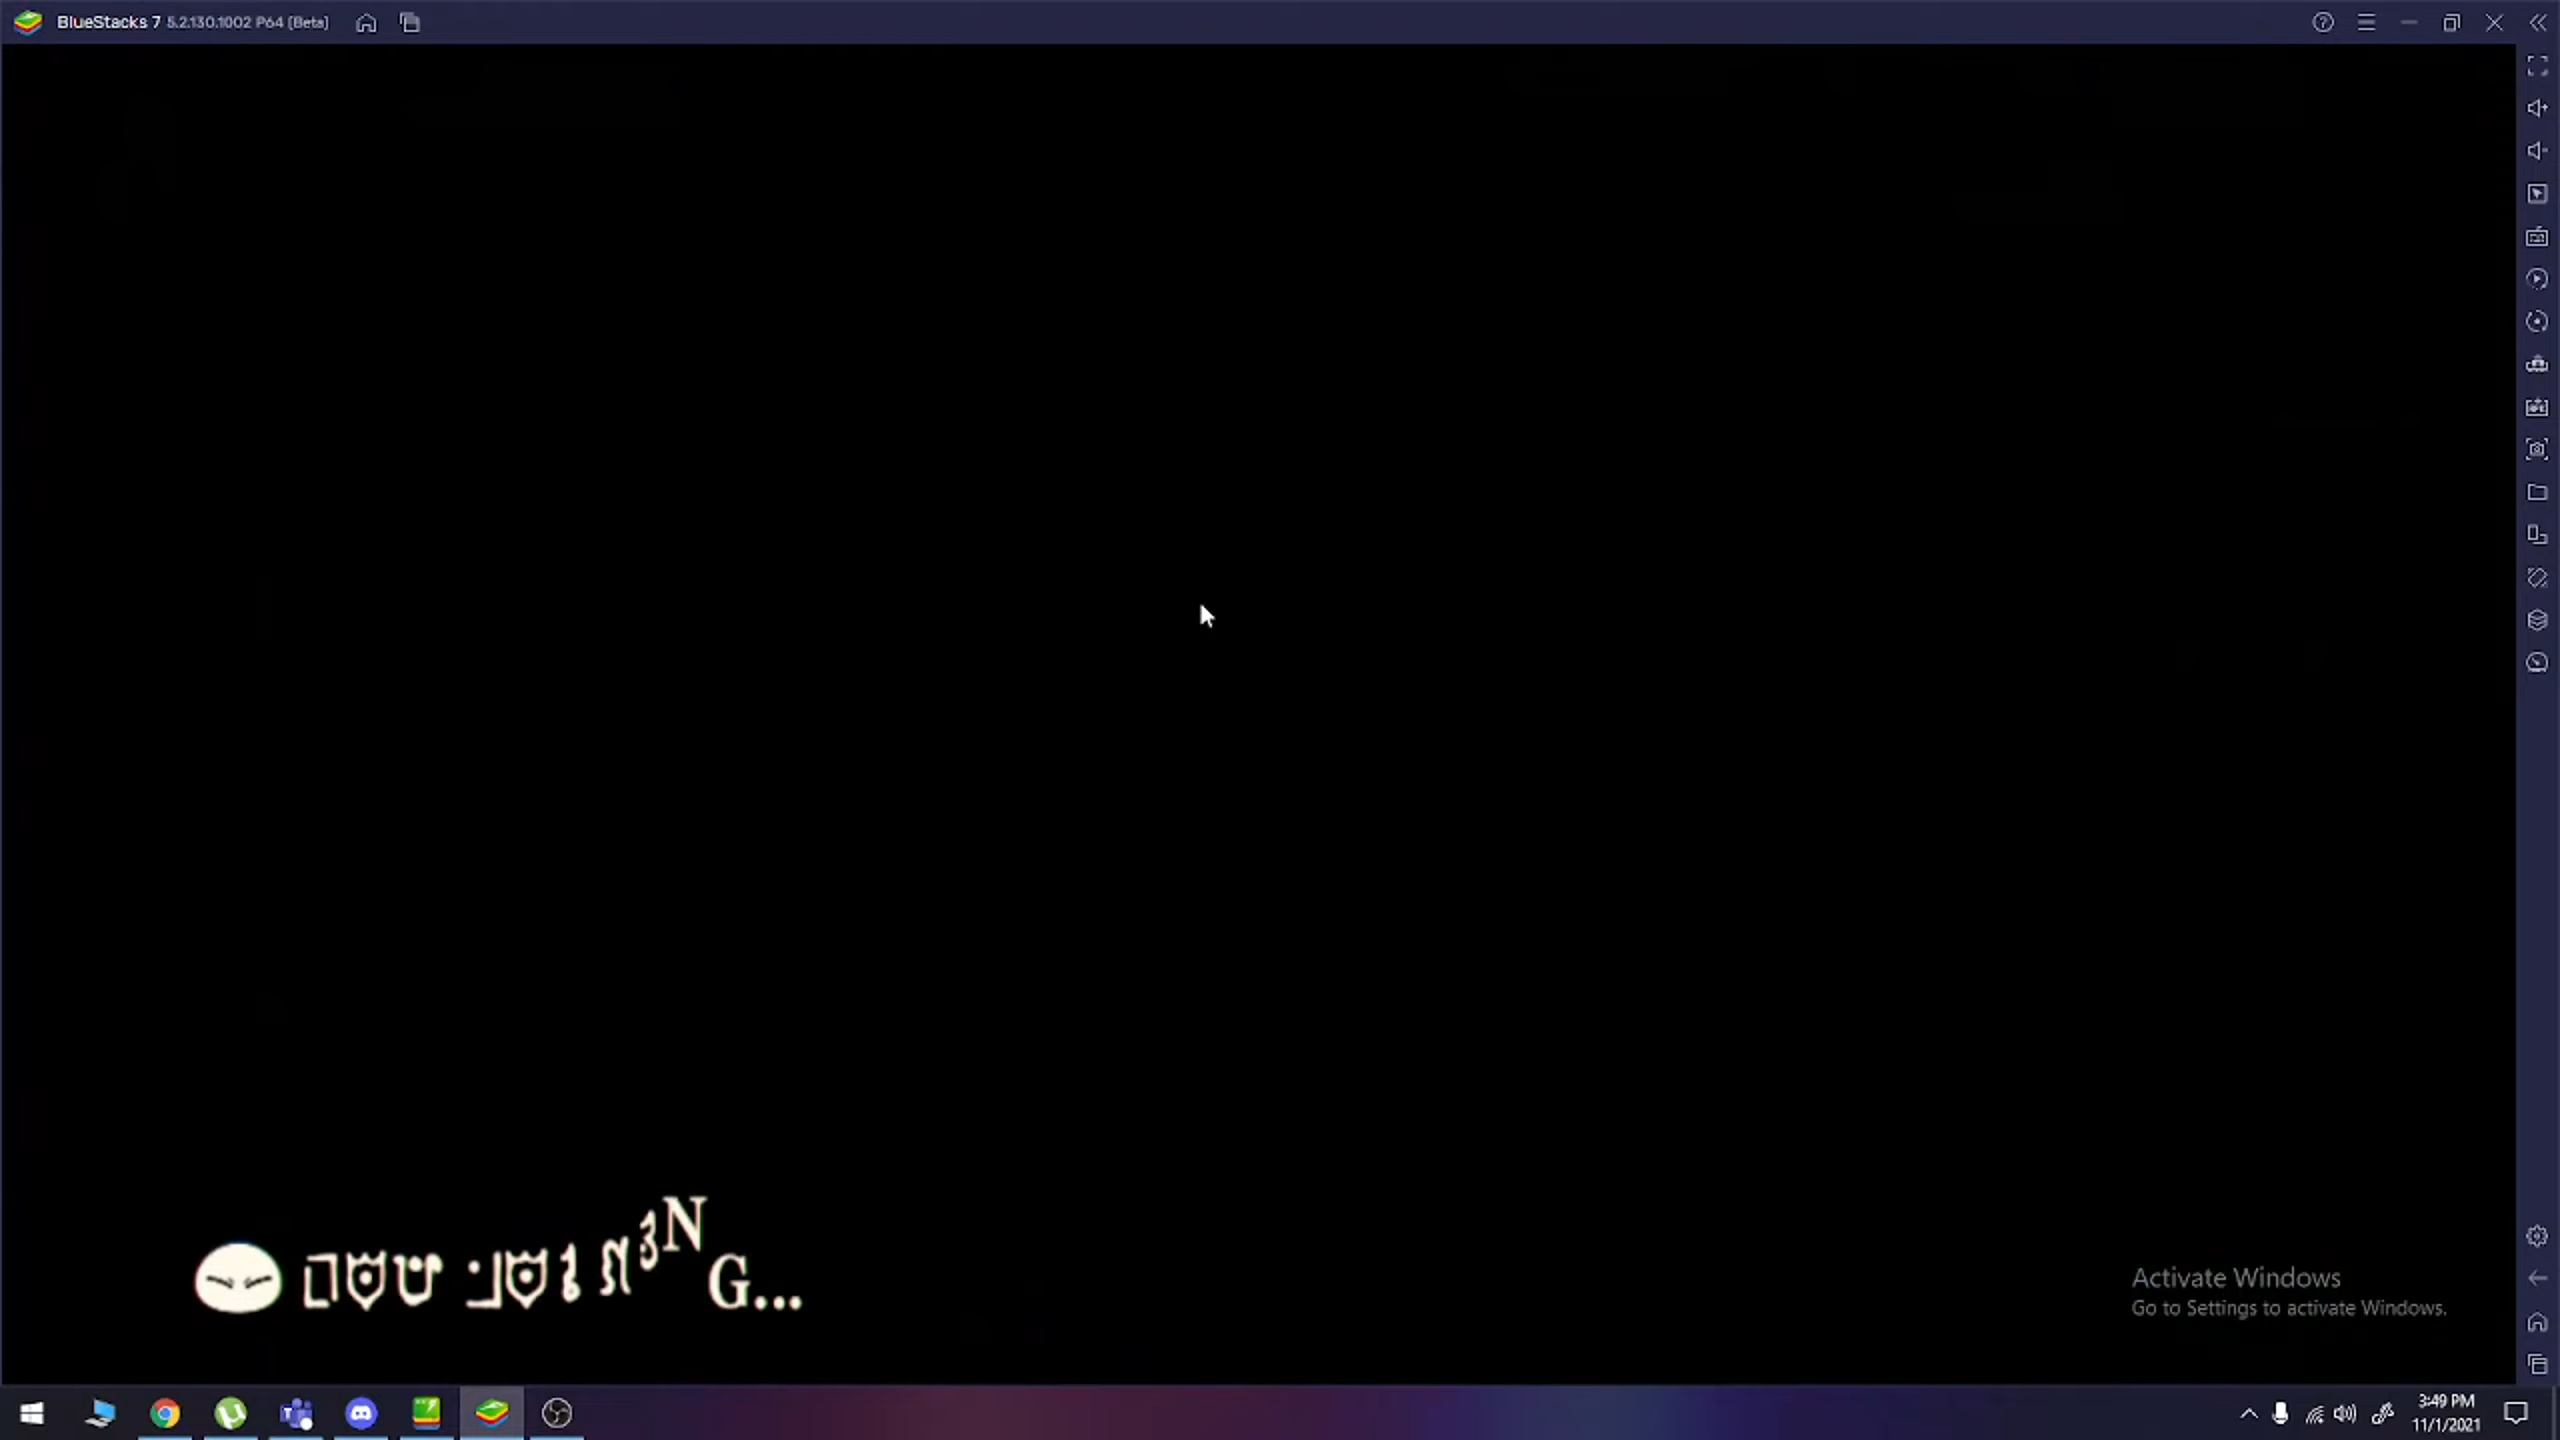 BlueStacks 7 5.2.130.1002 P64 (Beta)
NG...
Activate Windows
Go to Settings to activate Windows.
3:49 PM
11/1/2021